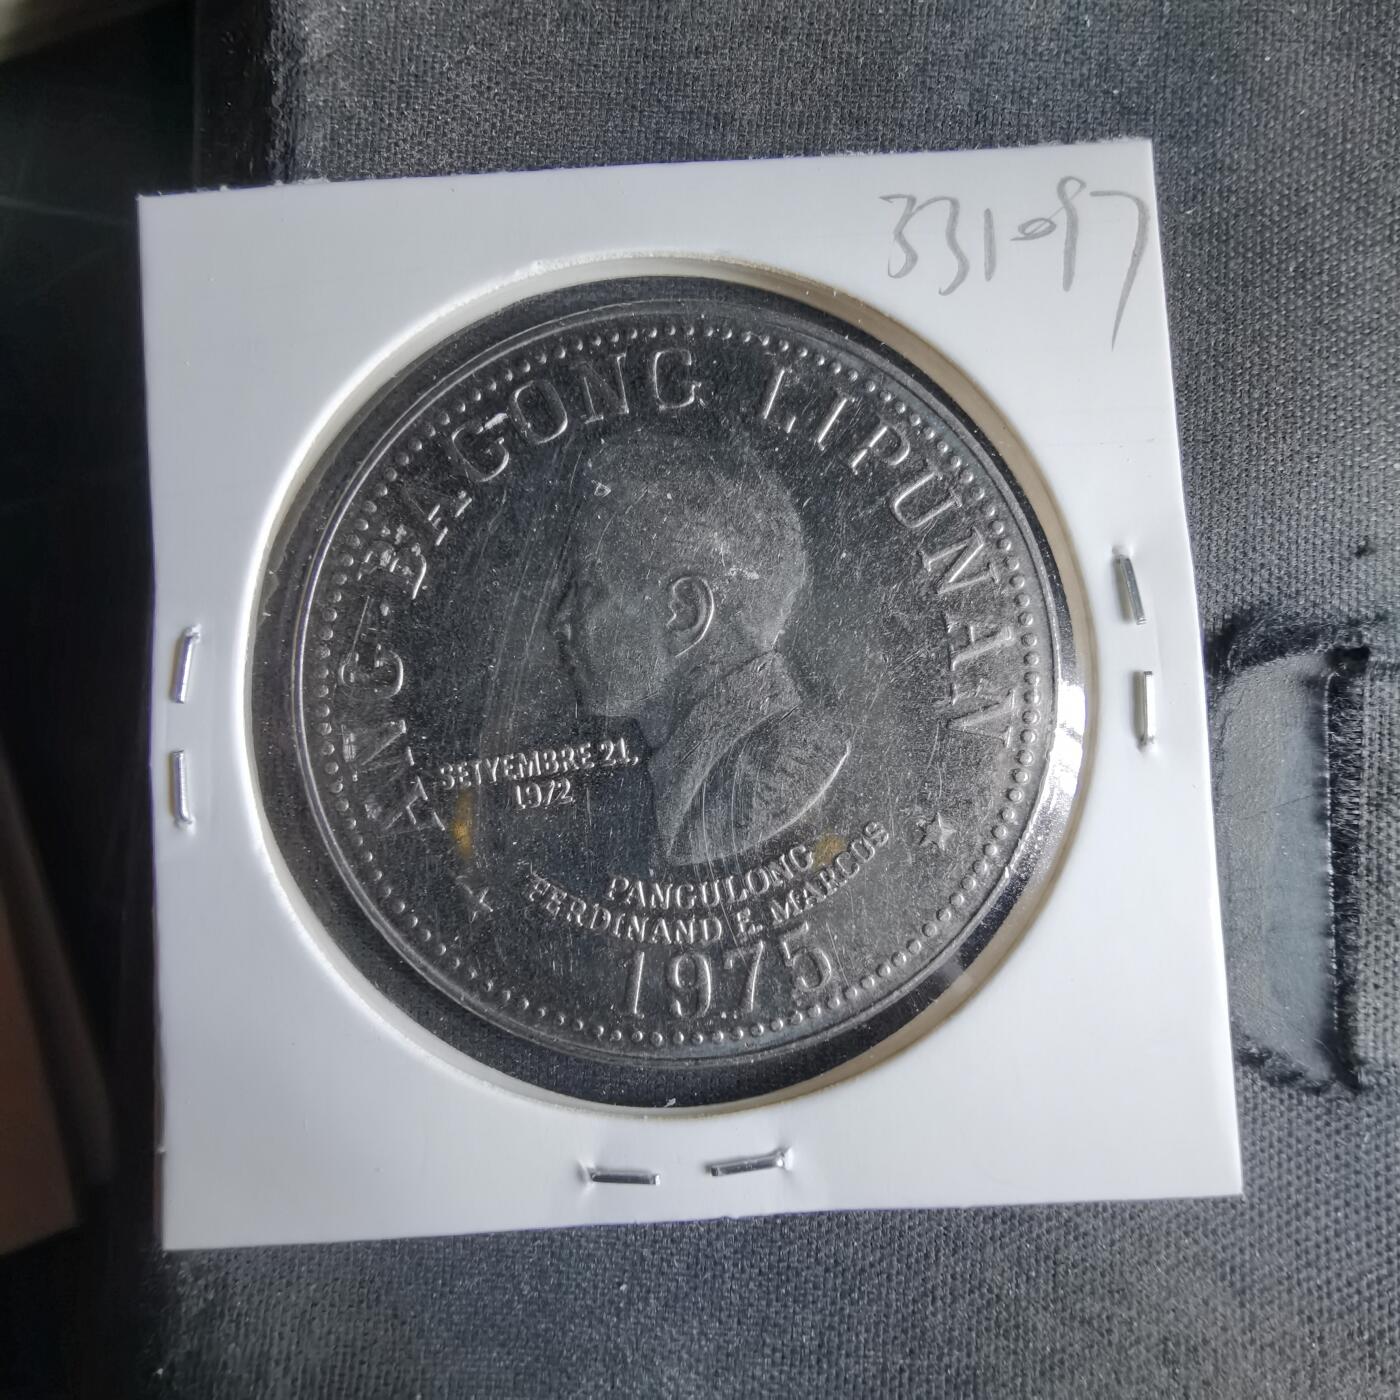 331-97
ANG BAGONG LIPUNAN
SETYEMBRE 21,
1972
PANGULONG
FERDINAND E. MARCOS
1975